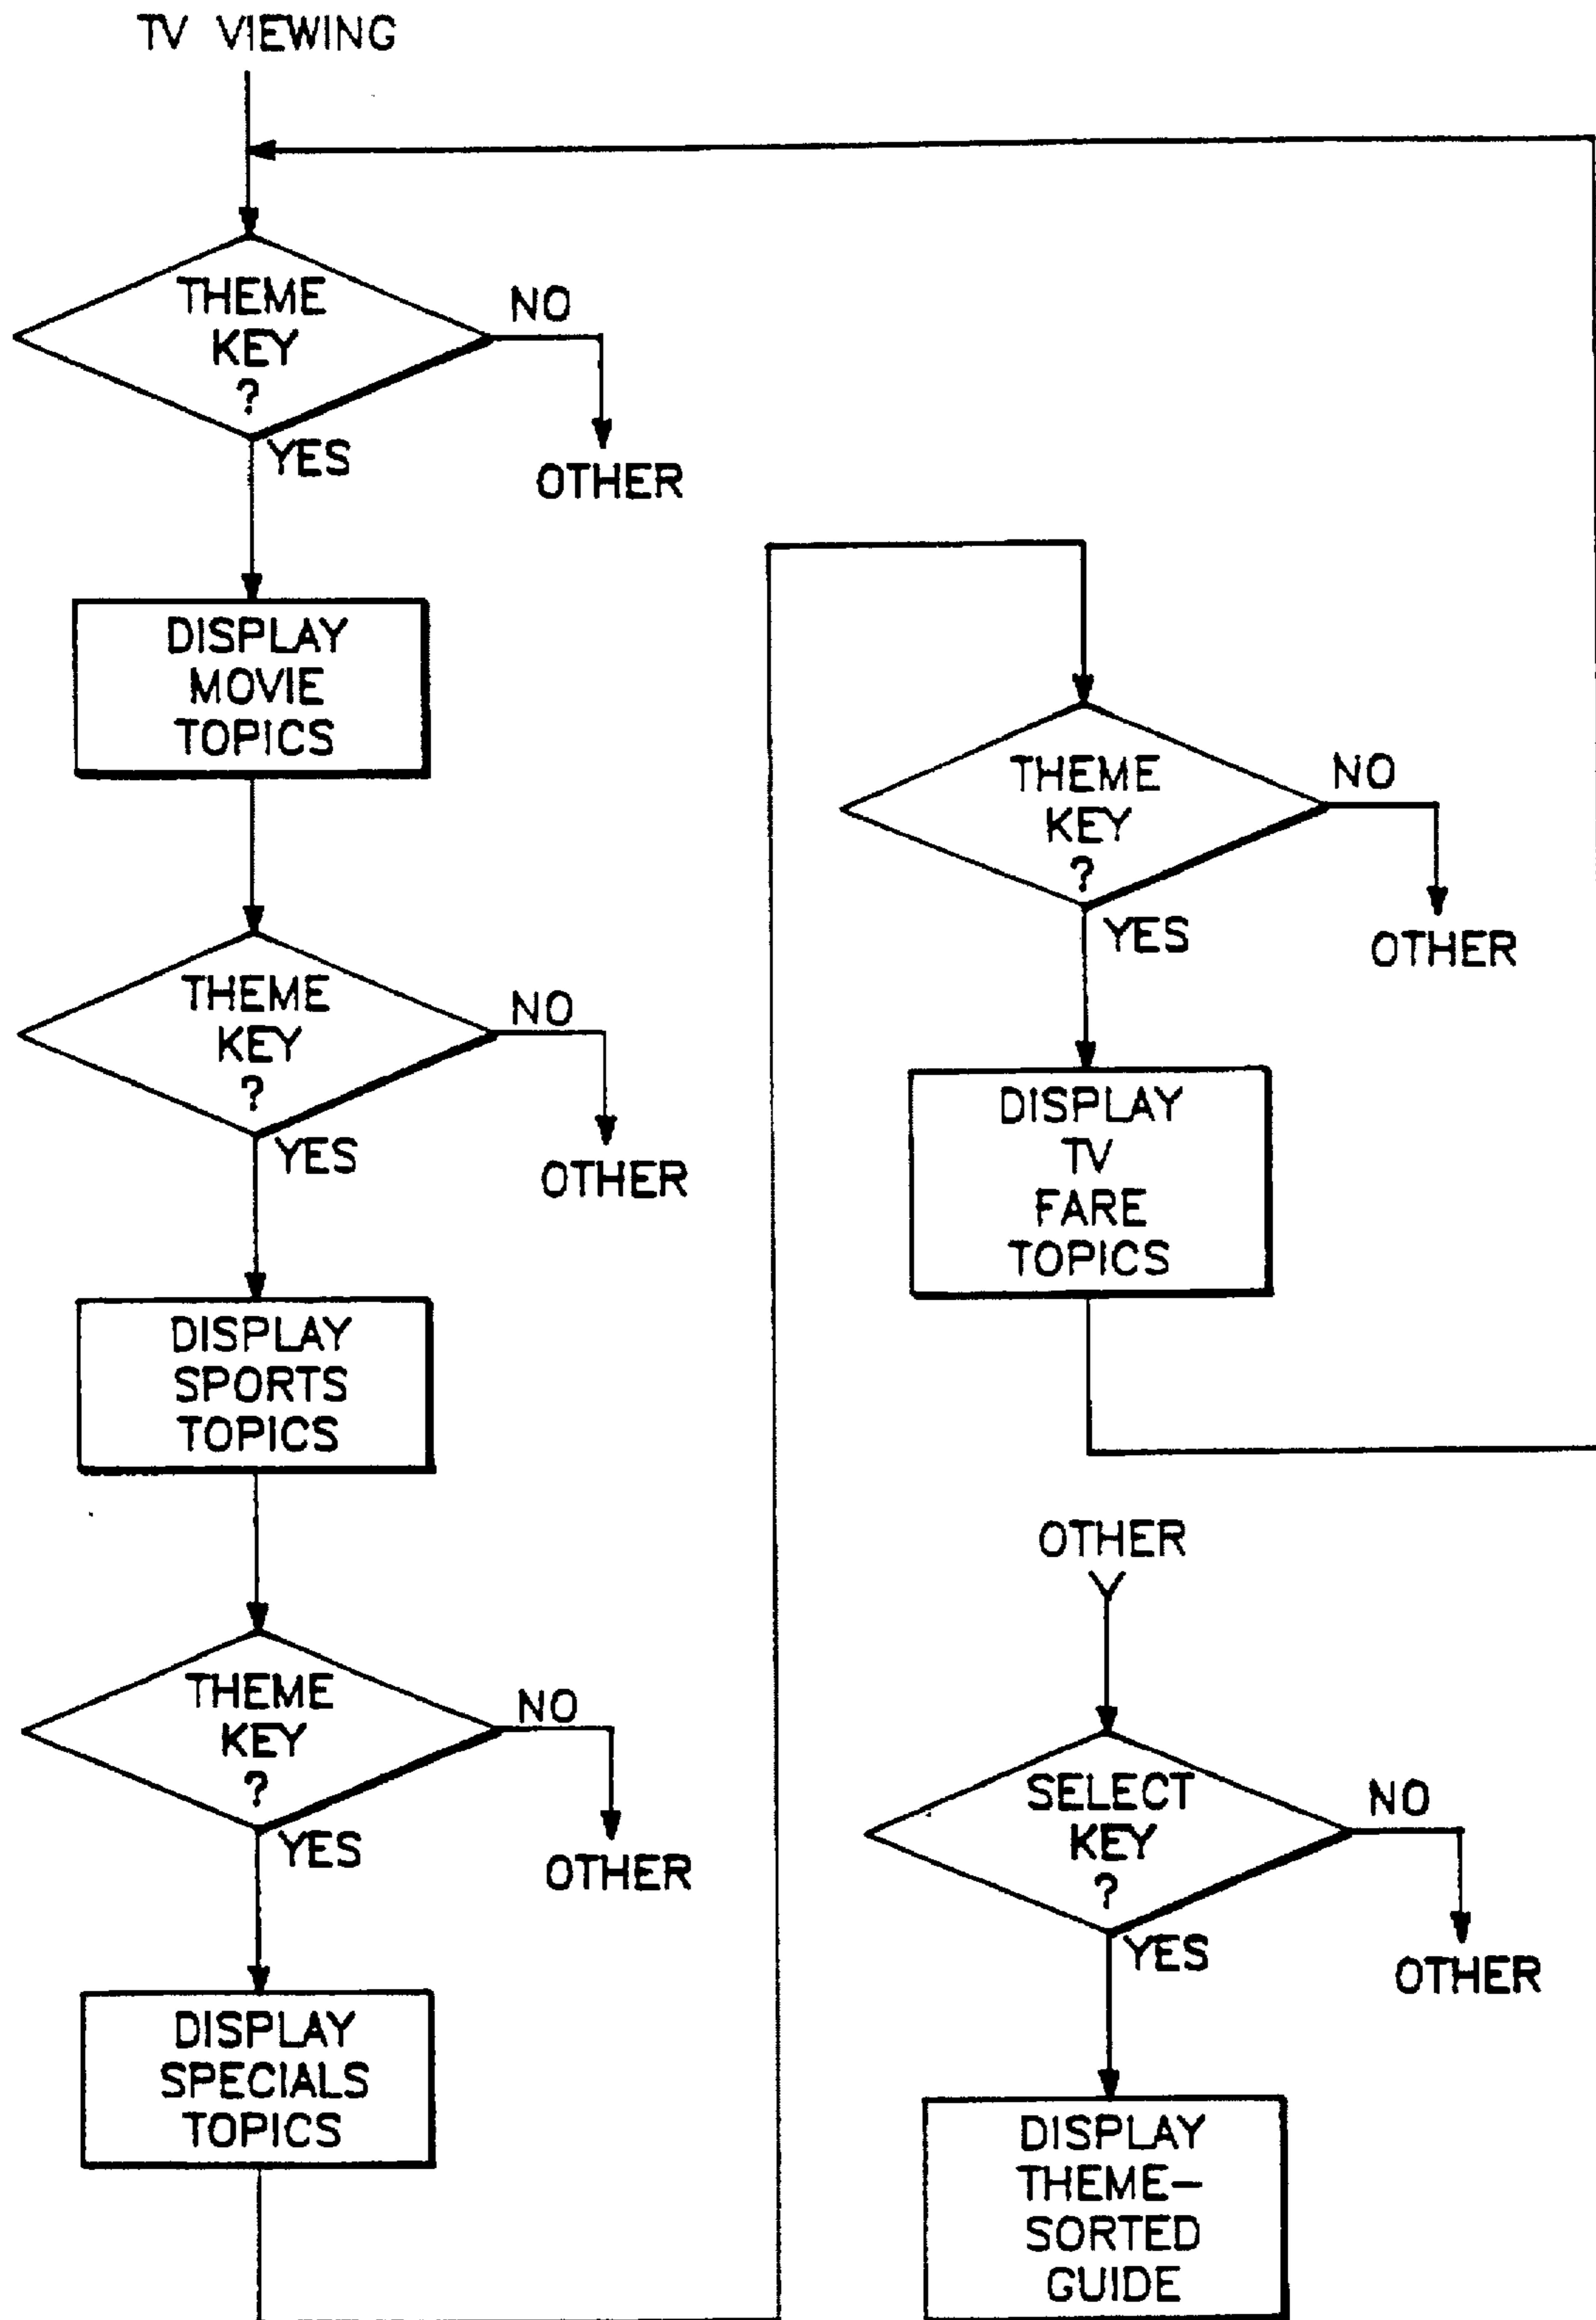 TV VIEWING
THEME
KEY
?
NO
YES
OTHER
DISPLAY
MOVIE
TOPICS
THEME
KEY
?
NO
YES
OTHER
DISPLAY
SPORTS
TOPICS
THEME
KEY
?
NO
YES
OTHER
DISPLAY
SPECIALS
TOPICS
THEME
KEY
?
NO
YES
OTHER
DISPLAY
TV
FARE
TOPICS
OTHER
SELECT
KEY
?
NO
YES
OTHER
DISPLAY
THEME-
SORTED
GUIDE